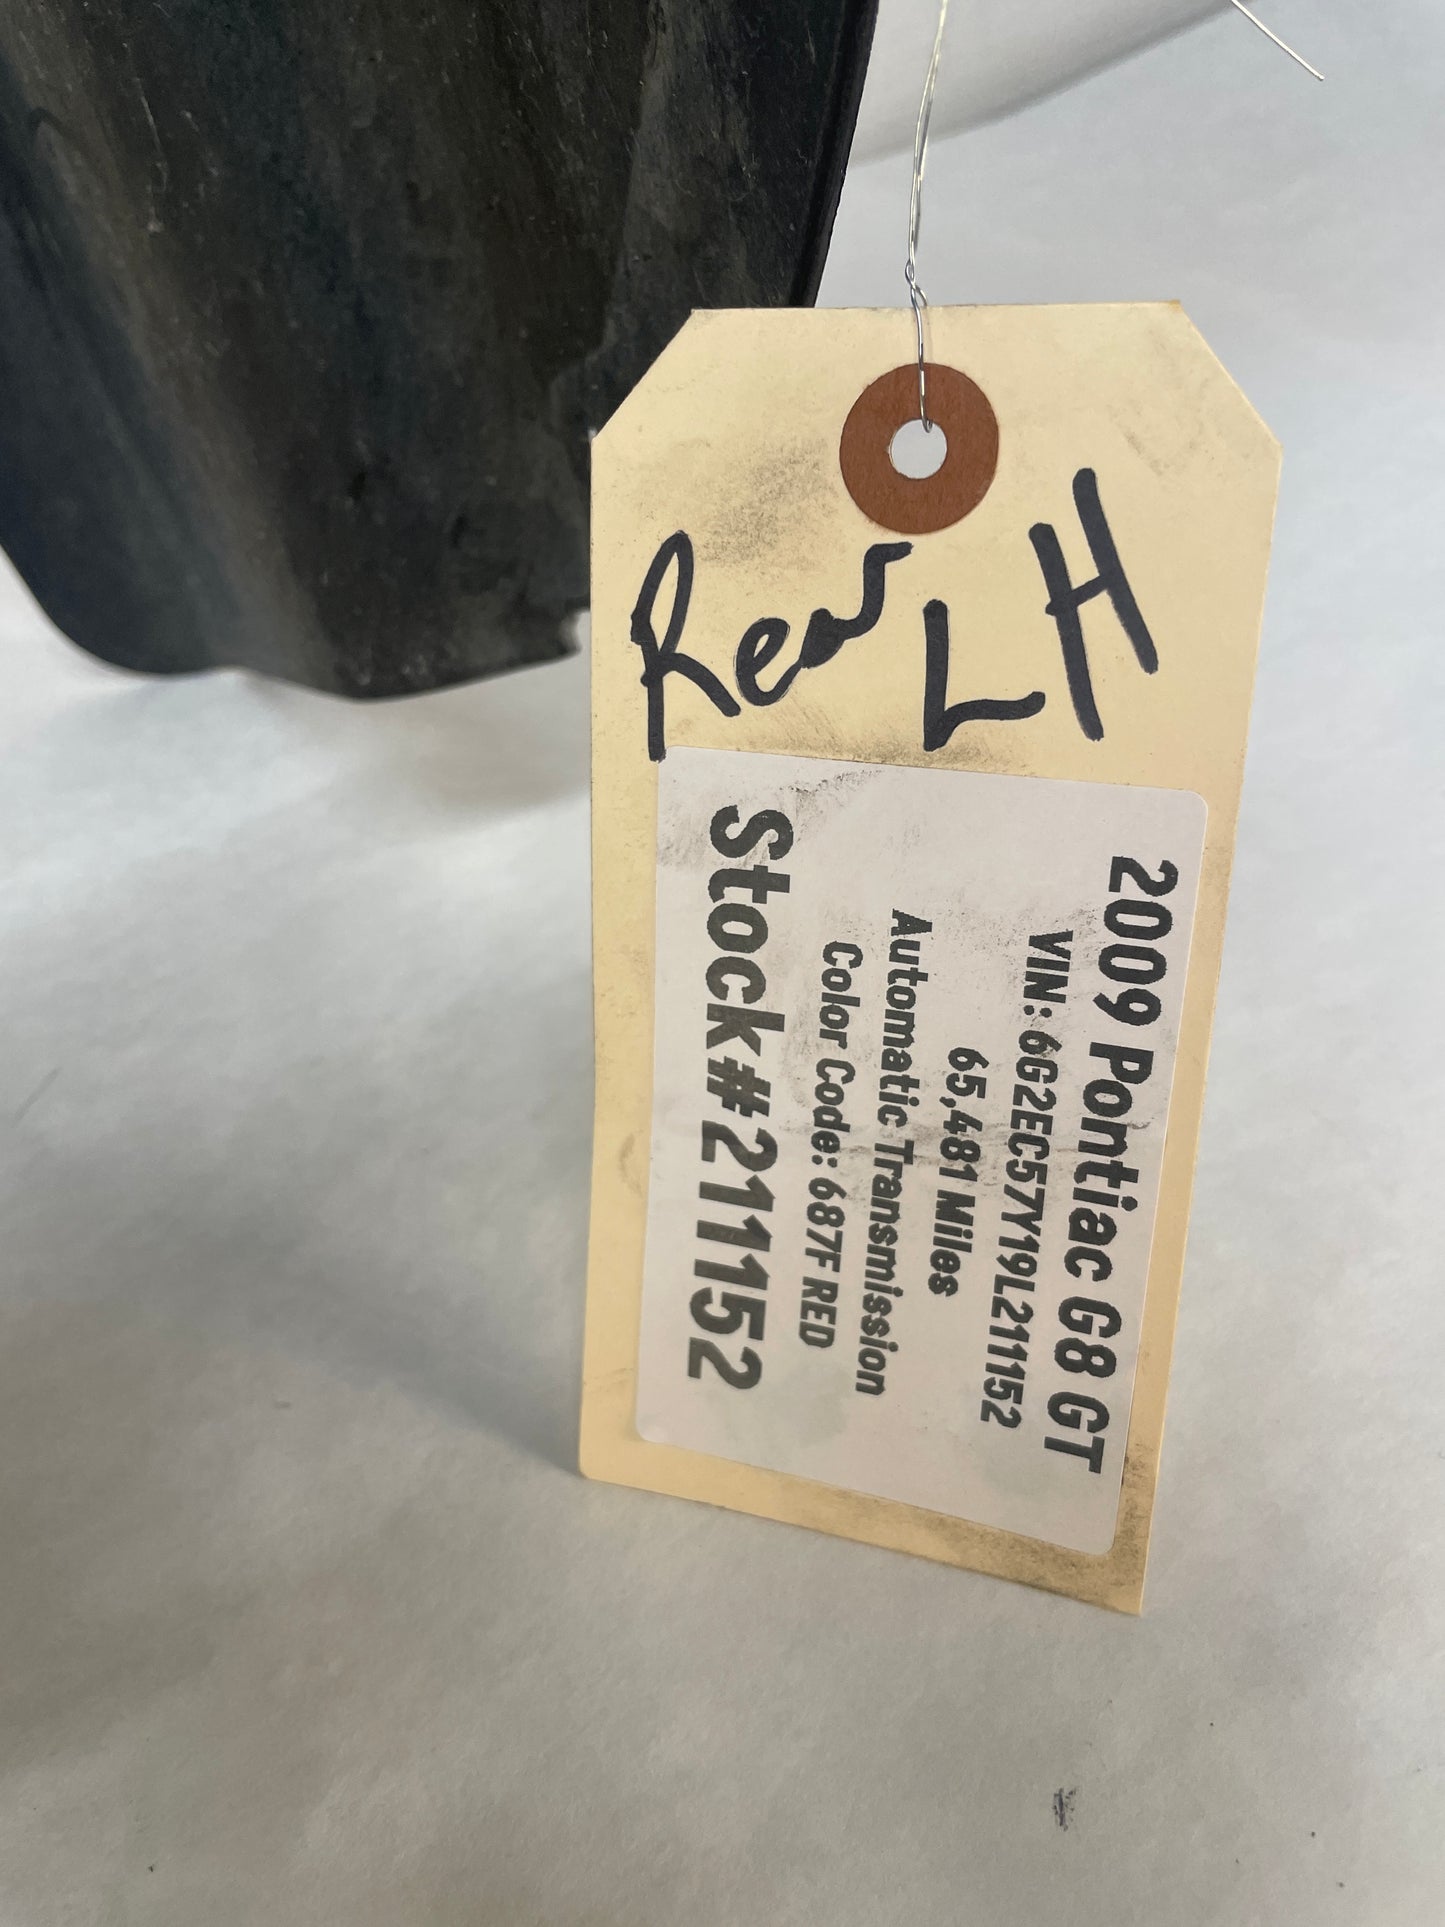 Rear
LH
2009 Pontiac G8 GT
VIN: 6G2EC57Y19L211152
65,481 Miles
Automatic Transmission
Color Code: 687F RED
Stock#211152